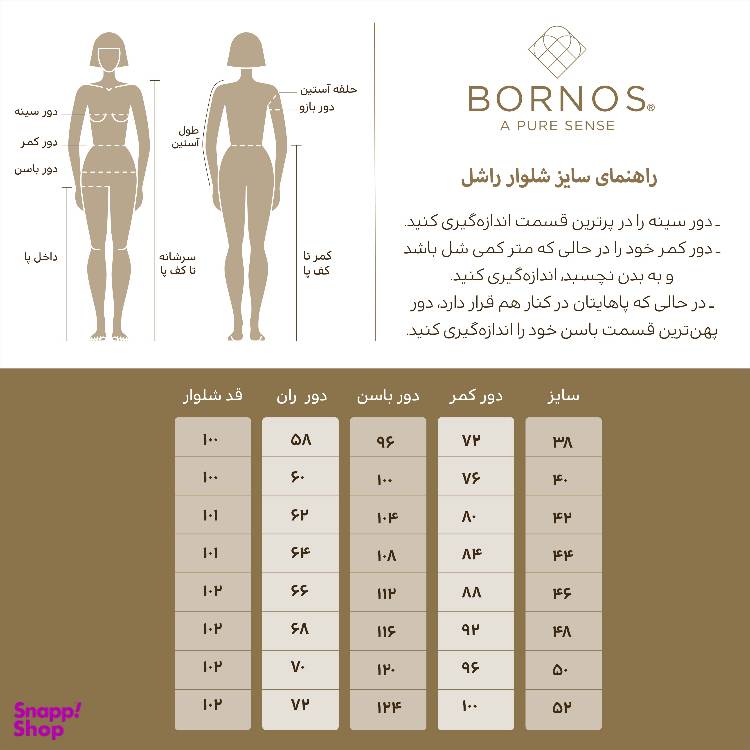 BORNOS®
A PURE SENSE
راهنمای سایز شلوار راشل
ـ دور سینه را در پرترین قسمت اندازه‌گیری کنید.
ـ دور کمر خود را در حالی که متر کمی شل باشد
و به بدن نچسبد، اندازه‌گیری کنید.
ـ در حالی که پاهایتان در کنار هم قرار دارد، دور
پهن‌ترین قسمت باسن خود را اندازه‌گیری کنید.
حلقه آستین
دور بازو
طول
آستین
کمر تا
کف پا
دور سینه
دور کمر
دور باسن
سرشانه
تا کف پا
داخل پا
سایز دور کمر دور باسن دور ران قد شلوار
۳۸ ۷۲ ۹۶ ۵۸ ۱۰۰
۴۰ ۷۶ ۱۰۰ ۶۰ ۱۰۰
۴۲ ۸۰ ۱۰۴ ۶۲ ۱۰۱
۴۴ ۸۴ ۱۰۸ ۶۴ ۱۰۱
۴۶ ۸۸ ۱۱۲ ۶۶ ۱۰۲
۴۸ ۹۲ ۱۱۶ ۶۸ ۱۰۲
۵۰ ۹۶ ۱۲۰ ۷۰ ۱۰۲
۵۲ ۱۰۰ ۱۲۴ ۷۲ ۱۰۲
Snapp!
Shop